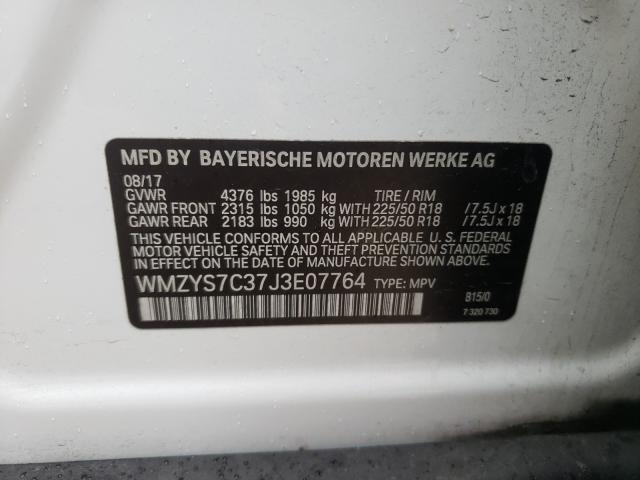 MFD BY BAYERISCHE MOTOREN WERKE AG
08/17
GVWR 4376 lbs 1985 kg TIRE / RIM
GAWR FRONT 2315 lbs 1050 kg WITH 225/50 R18 /7.5J x 18
GAWR REAR 2183 lbs 990 kg WITH 225/50 R18 /7.5J x 18
THIS VEHICLE CONFORMS TO ALL APPLICABLE U. S. FEDERAL
MOTOR VEHICLE SAFETY AND THEFT PREVENTION STANDARDS
IN EFFECT ON THE DATE OF MANUFACTURE SHOWN ABOVE.
WMZYS7C37J3E07764 TYPE: MPV
B15/0
7 320 730